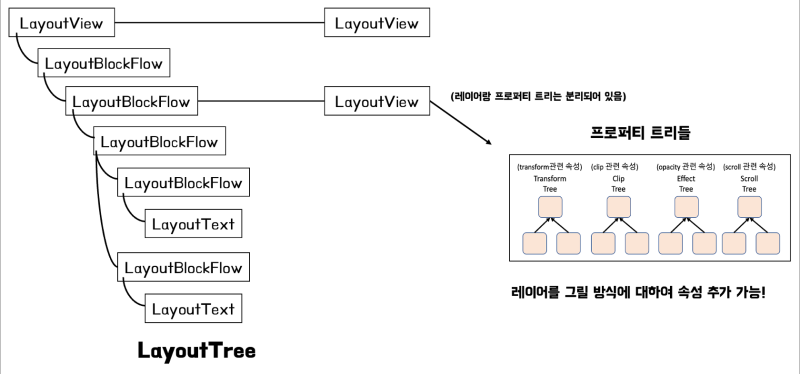 LayoutView
LayoutView
LayoutBlockFlow
LayoutBlockFlow
LayoutView
(레이어랑 프로퍼티 트리는 분리되어 있음)
LayoutBlockFlow
LayoutBlockFlow
LayoutText
LayoutBlockFlow
LayoutText
LayoutTree
프로퍼티 트리들
(transform관련 속성)
Transform
Tree
(clip 관련 속성)
Clip
Tree
(opacity 관련 속성)
Effect
Tree
(scroll 관련 속성)
Scroll
Tree
레이어를 그릴 방식에 대하여 속성 추가 가능!